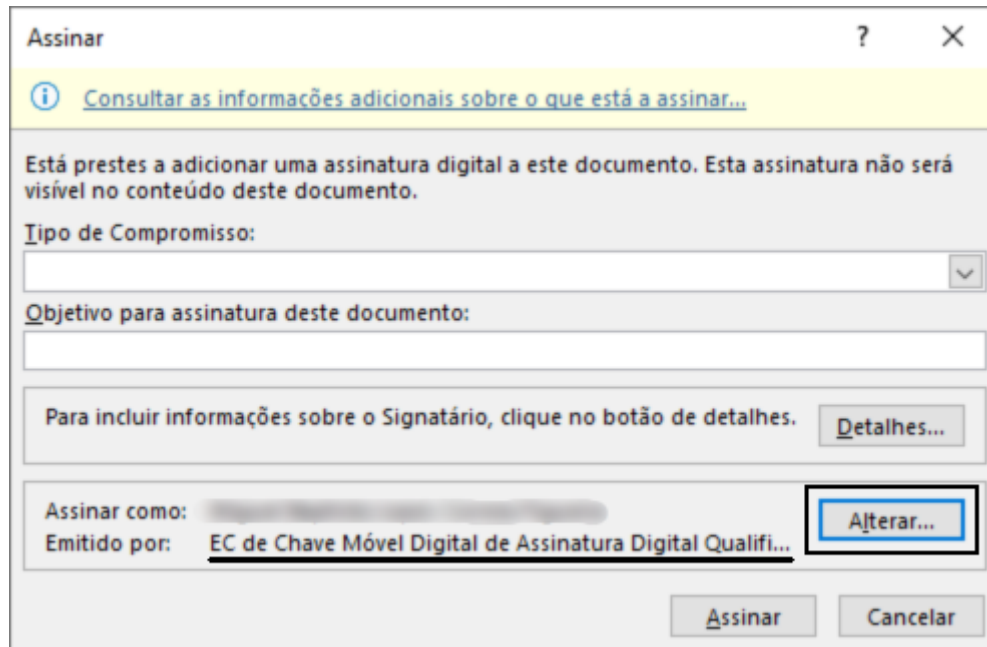 Assinar
?
Consultar as informações adicionais sobre o que está a assinar...
Está prestes a adicionar uma assinatura digital a este documento. Esta assinatura não será
visível no conteúdo deste documento.
Tipo de Compromisso:
Objetivo para assinatura deste documento:
Para incluir informações sobre o Signatário, clique no botão de detalhes.
Detalhes...
Assinar como:
Alterar...
Emitido por: EC de Chave Móvel Digital de Assinatura Digital Qualifi...
Assinar
Cancelar